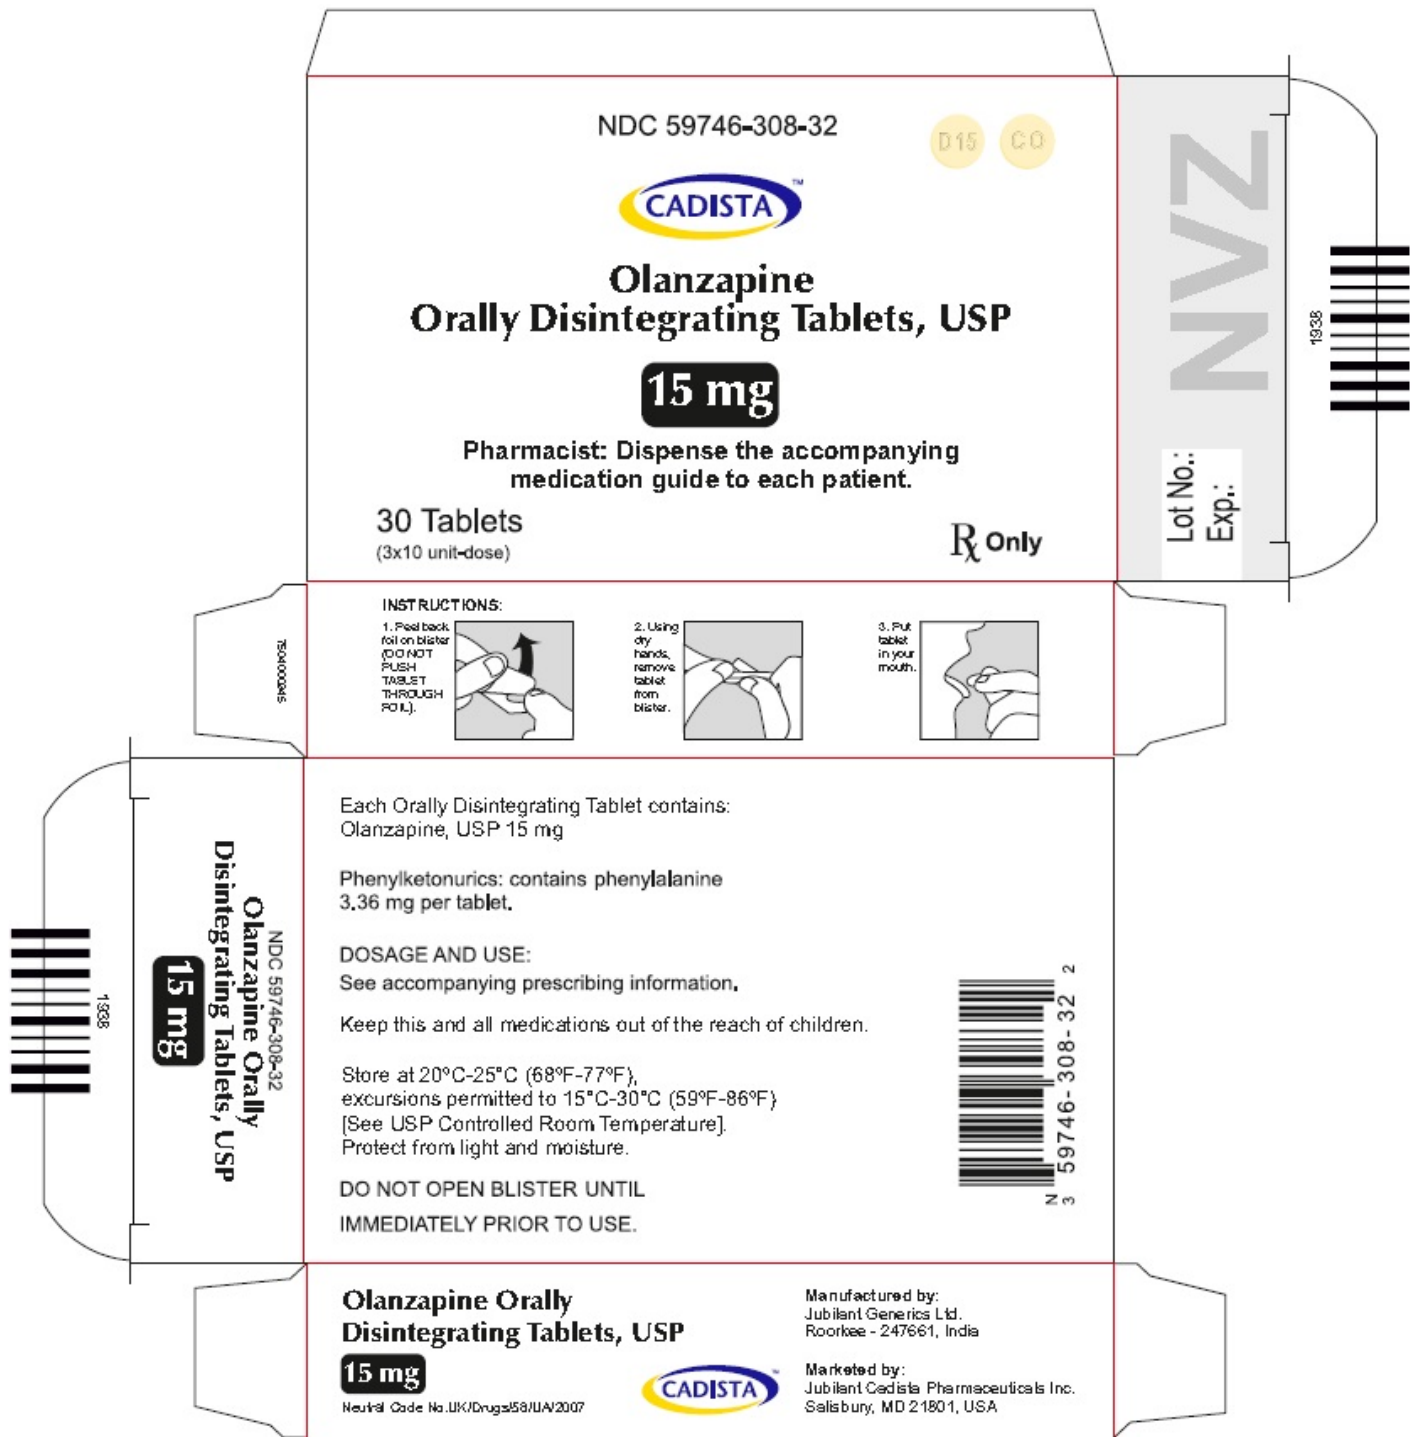 NDC 59746-308-32
D15
CO
CADISTA™
Olanzapine
Orally Disintegrating Tablets, USP
15 mg
Pharmacist: Dispense the accompanying
medication guide to each patient.
30 Tablets
(3x10 unit-dose)
Rx Only
NVZ
Lot No.:
Exp.:
1938
INSTRUCTIONS:
1. Peel back
foil on blister
(DO NOT
PUSH
TABLET
THROUGH
FOIL).
2. Using
dry
hands,
remove
tablet
from
blister.
3. Put
tablet
in your
mouth.
NDC 59746-308-32
Olanzapine Orally
Disintegrating Tablets, USP
15 mg
1938
Each Orally Disintegrating Tablet contains:
Olanzapine, USP 15 mg
Phenylketonurics: contains phenylalanine
3.36 mg per tablet.
DOSAGE AND USE:
See accompanying prescribing information.
Keep this and all medications out of the reach of children.
Store at 20°C-25°C (68°F-77°F),
excursions permitted to 15°C-30°C (59°F-86°F)
[See USP Controlled Room Temperature].
Protect from light and moisture.
DO NOT OPEN BLISTER UNTIL
IMMEDIATELY PRIOR TO USE.
N 3 59746-308-32 2
Olanzapine Orally
Disintegrating Tablets, USP
15 mg
Neutral Code No.UK/Drugs/58/UA/2007
CADISTA™
Manufactured by:
Jubilant Generics Ltd.
Roorkee - 247661, India
Marketed by:
Jubilant Cadista Pharmaceuticals Inc.
Salisbury, MD 21801, USA